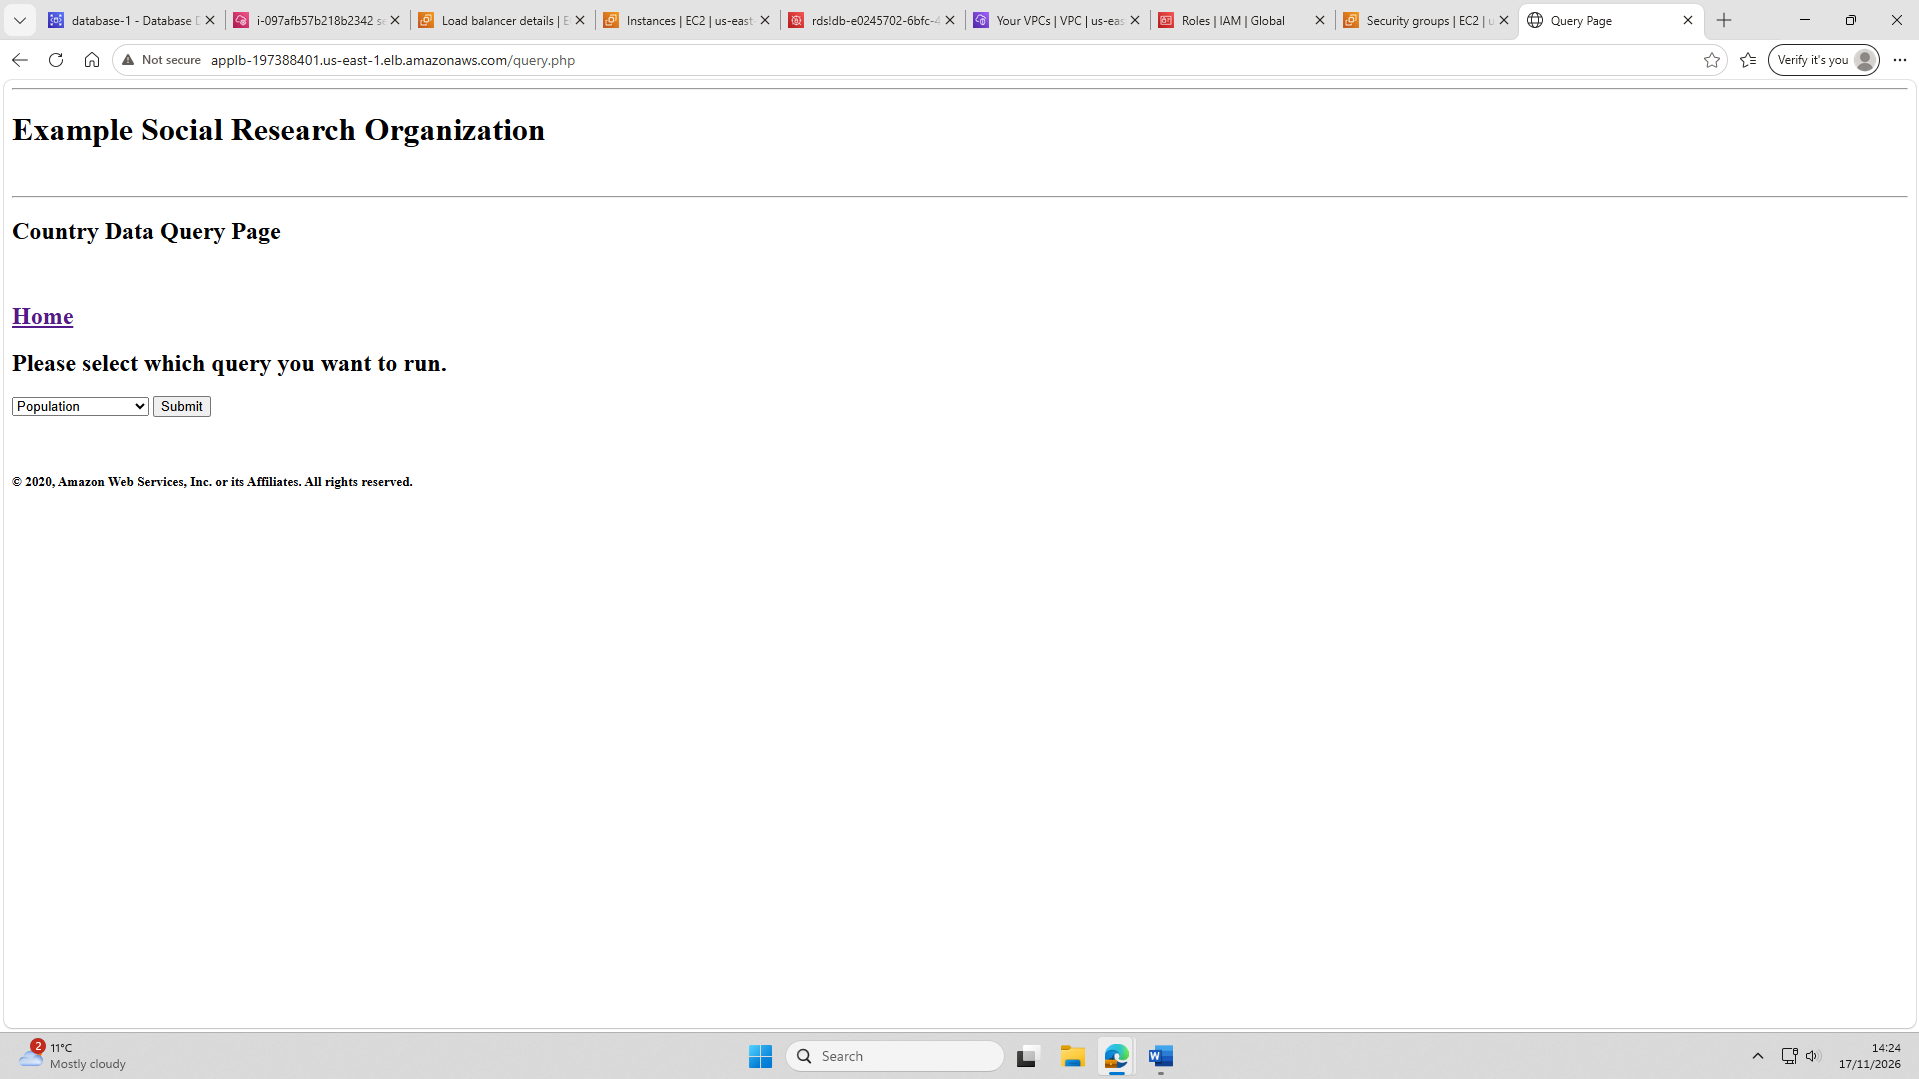 database-1 - Database D
i-097afb57b218b2342 se
Load balancer details | E
Instances | EC2 | us-east-
rds!db-e0245702-6bfc-4
Your VPCs | VPC | us-eas
Roles | IAM | Global
Security groups | EC2 | u
Query Page
Not secure applb-197388401.us-east-1.elb.amazonaws.com/query.php
Verify it's you
Example Social Research Organization
Country Data Query Page
Home
Please select which query you want to run.
Population Submit
© 2020, Amazon Web Services, Inc. or its Affiliates. All rights reserved.
2
11°C
Mostly cloudy
Search
W
14:24
17/11/2026